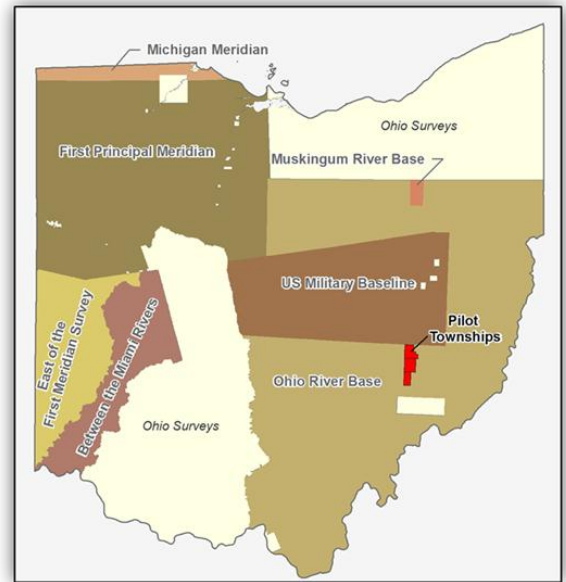 Michigan Meridian
Ohio Surveys
First Principal Meridian
Muskingum River Base
US Military Baseline
Pilot
Townships
East of the
First Meridian Survey
Between the Miami Rivers
Ohio River Base
Ohio Surveys